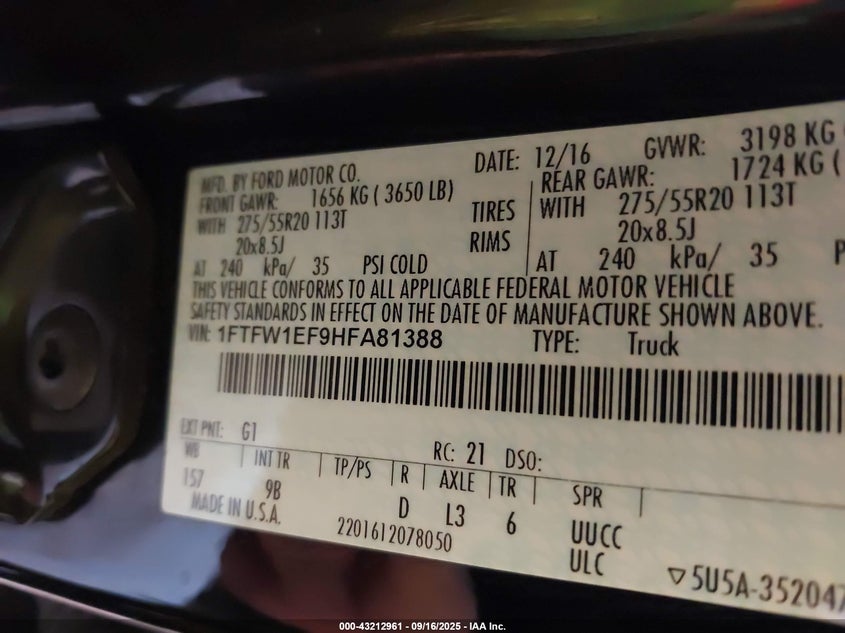 MFD. BY FORD MOTOR CO.
DATE: 12/16 GVWR: 3198 KG
FRONT GAWR: 1656 KG ( 3650 LB) REAR GAWR: 1724 KG (
WITH 275/55R20 113T TIRES WITH 275/55R20 113T
20x8.5J RIMS 20x8.5J
AT 240 kPa/ 35 PSI COLD AT 240 kPa/ 35 P
THIS VEHICLE CONFORMS TO ALL APPLICABLE FEDERAL MOTOR VEHICLE
SAFETY STANDARDS IN EFFECT ON THE DATE OF MANUFACTURE SHOWN ABOVE.
VIN: 1FTFW1EF9HFA81388 TYPE: Truck
EXT PNT: G1 RC: 21 DSO:
WB INT TR TP/PS R AXLE TR SPR
157 9B D L3 6 UUCC
MADE IN U.S.A. 2201612078050 ULC
▽5U5A-352047
000-43212961 - 09/16/2025 - IAA Inc.